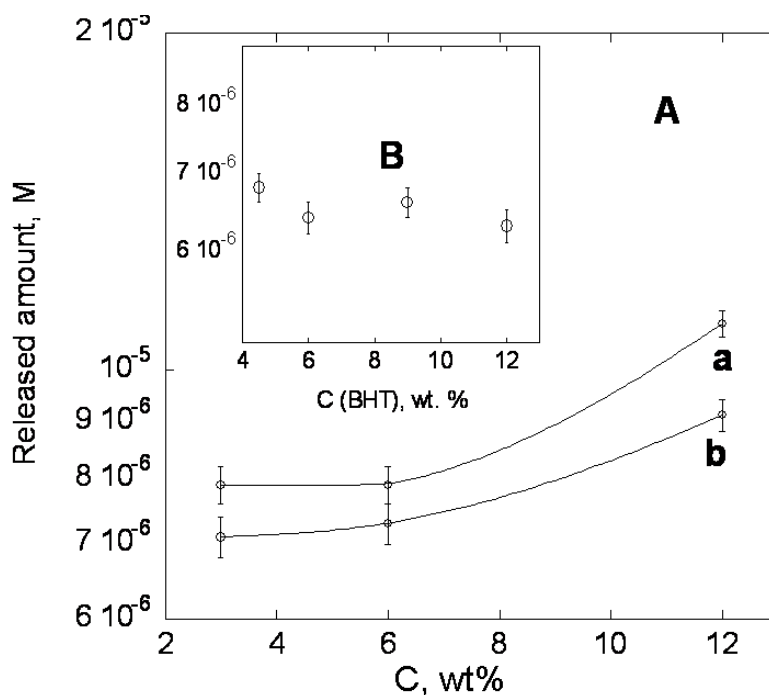 2 10⁻⁵
A
8 10⁻⁶
7 10⁻⁶
6 10⁻⁶
B
4 6 8 10 12
C (BHT), wt. %
Released amount, M
10⁻⁵
9 10⁻⁶
8 10⁻⁶
7 10⁻⁶
6 10⁻⁶
a
b
2 4 6 8 10 12
C, wt%